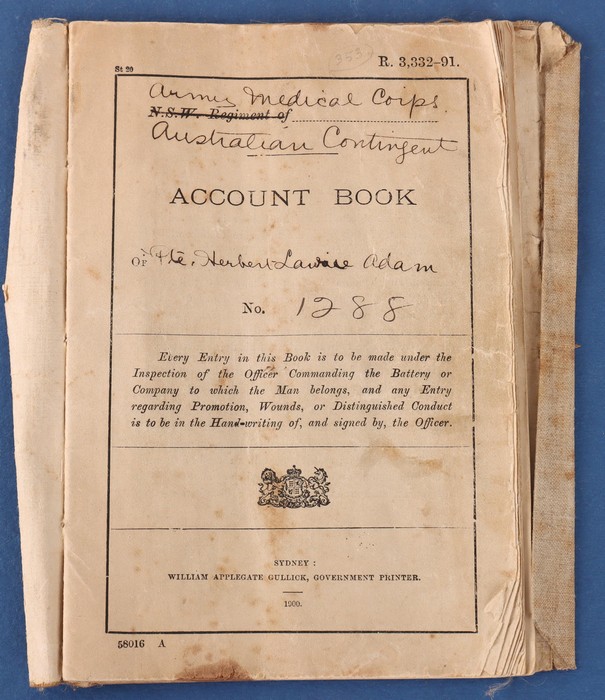 353
St 20
R. 3,332-91.
Army Medical Corps.
N.S.W. Regiment of
Australian Contingent
ACCOUNT BOOK
OF Pte. Herbert Lawrie Adam
No. 1288
Every Entry in this Book is to be made under the
Inspection of the Officer Commanding the Battery or
Company to which the Man belongs, and any Entry
regarding Promotion, Wounds, or Distinguished Conduct
is to be in the Hand-writing of, and signed by, the Officer.
SYDNEY :
WILLIAM APPLEGATE GULLICK, GOVERNMENT PRINTER.
1900.
58016 A